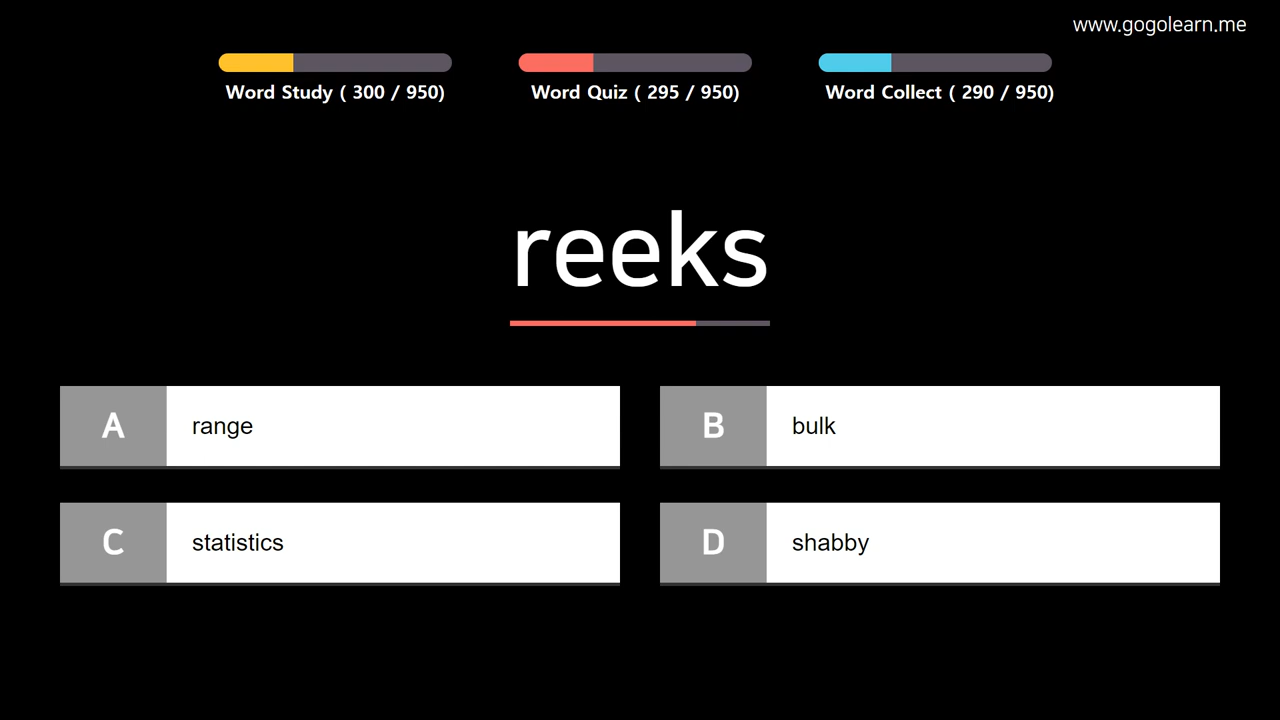 www.gogolearn.me
Word Study ( 300 / 950)
Word Quiz ( 295 / 950)
Word Collect ( 290 / 950)
reeks
A range
B bulk
C statistics
D shabby